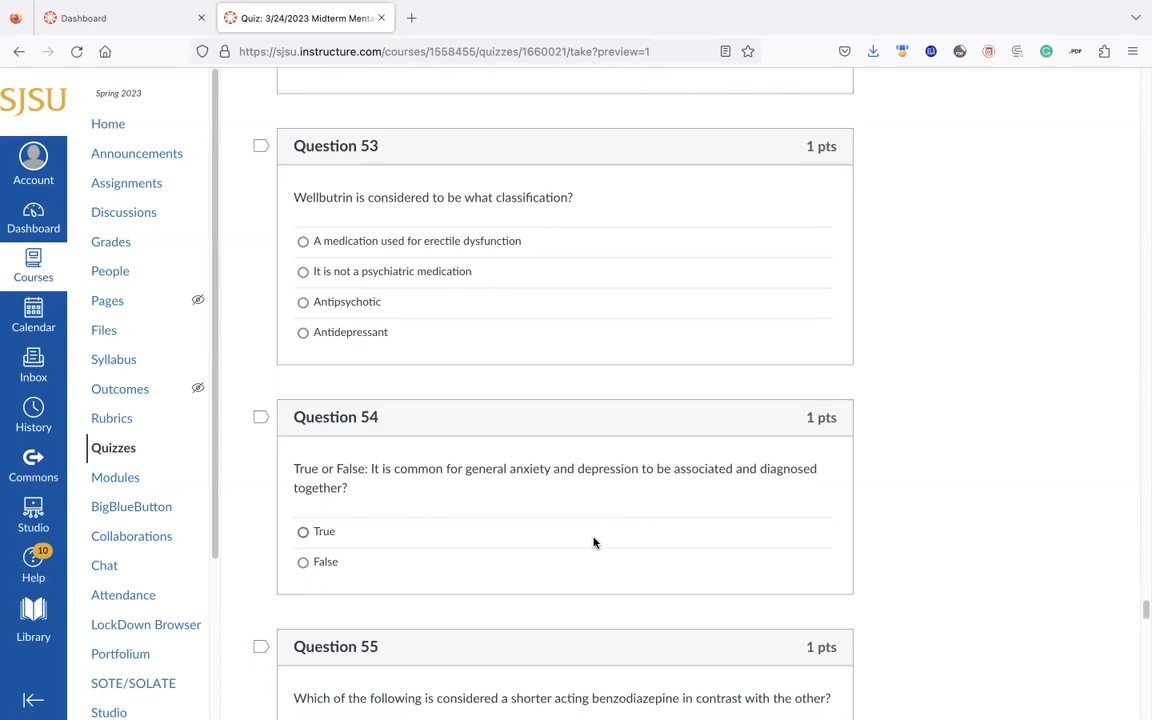 Dashboard
Quiz: 3/24/2023 Midterm Menta
https://sjsu.instructure.com/courses/1558455/quizzes/1660021/take?preview=1
.PDF
SJSU
Account
Dashboard
Courses
Calendar
Inbox
History
Commons
Studio
10
Help
Library
Spring 2023
Home
Announcements
Assignments
Discussions
Grades
People
Pages
Files
Syllabus
Outcomes
Rubrics
Quizzes
Modules
BigBlueButton
Collaborations
Chat
Attendance
LockDown Browser
Portfolium
SOTE/SOLATE
Studio
Question 53 1 pts
Wellbutrin is considered to be what classification?
A medication used for erectile dysfunction
It is not a psychiatric medication
Antipsychotic
Antidepressant
Question 54 1 pts
True or False: It is common for general anxiety and depression to be associated and diagnosed
together?
True
False
Question 55 1 pts
Which of the following is considered a shorter acting benzodiazepine in contrast with the other?